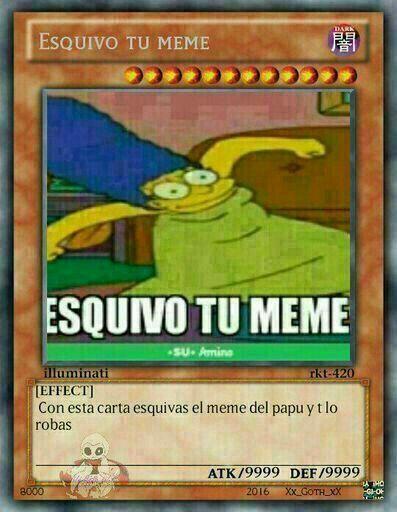 Esquivo tu meme
DARK
闇
ESQUIVO TU MEME
•SU• Amino
illuminati rkt-420
[EFFECT]
Con esta carta esquivas el meme del papu y t lo
robas
ATK/9999 DEF/9999
8000 2016 Xx_Goth_xX